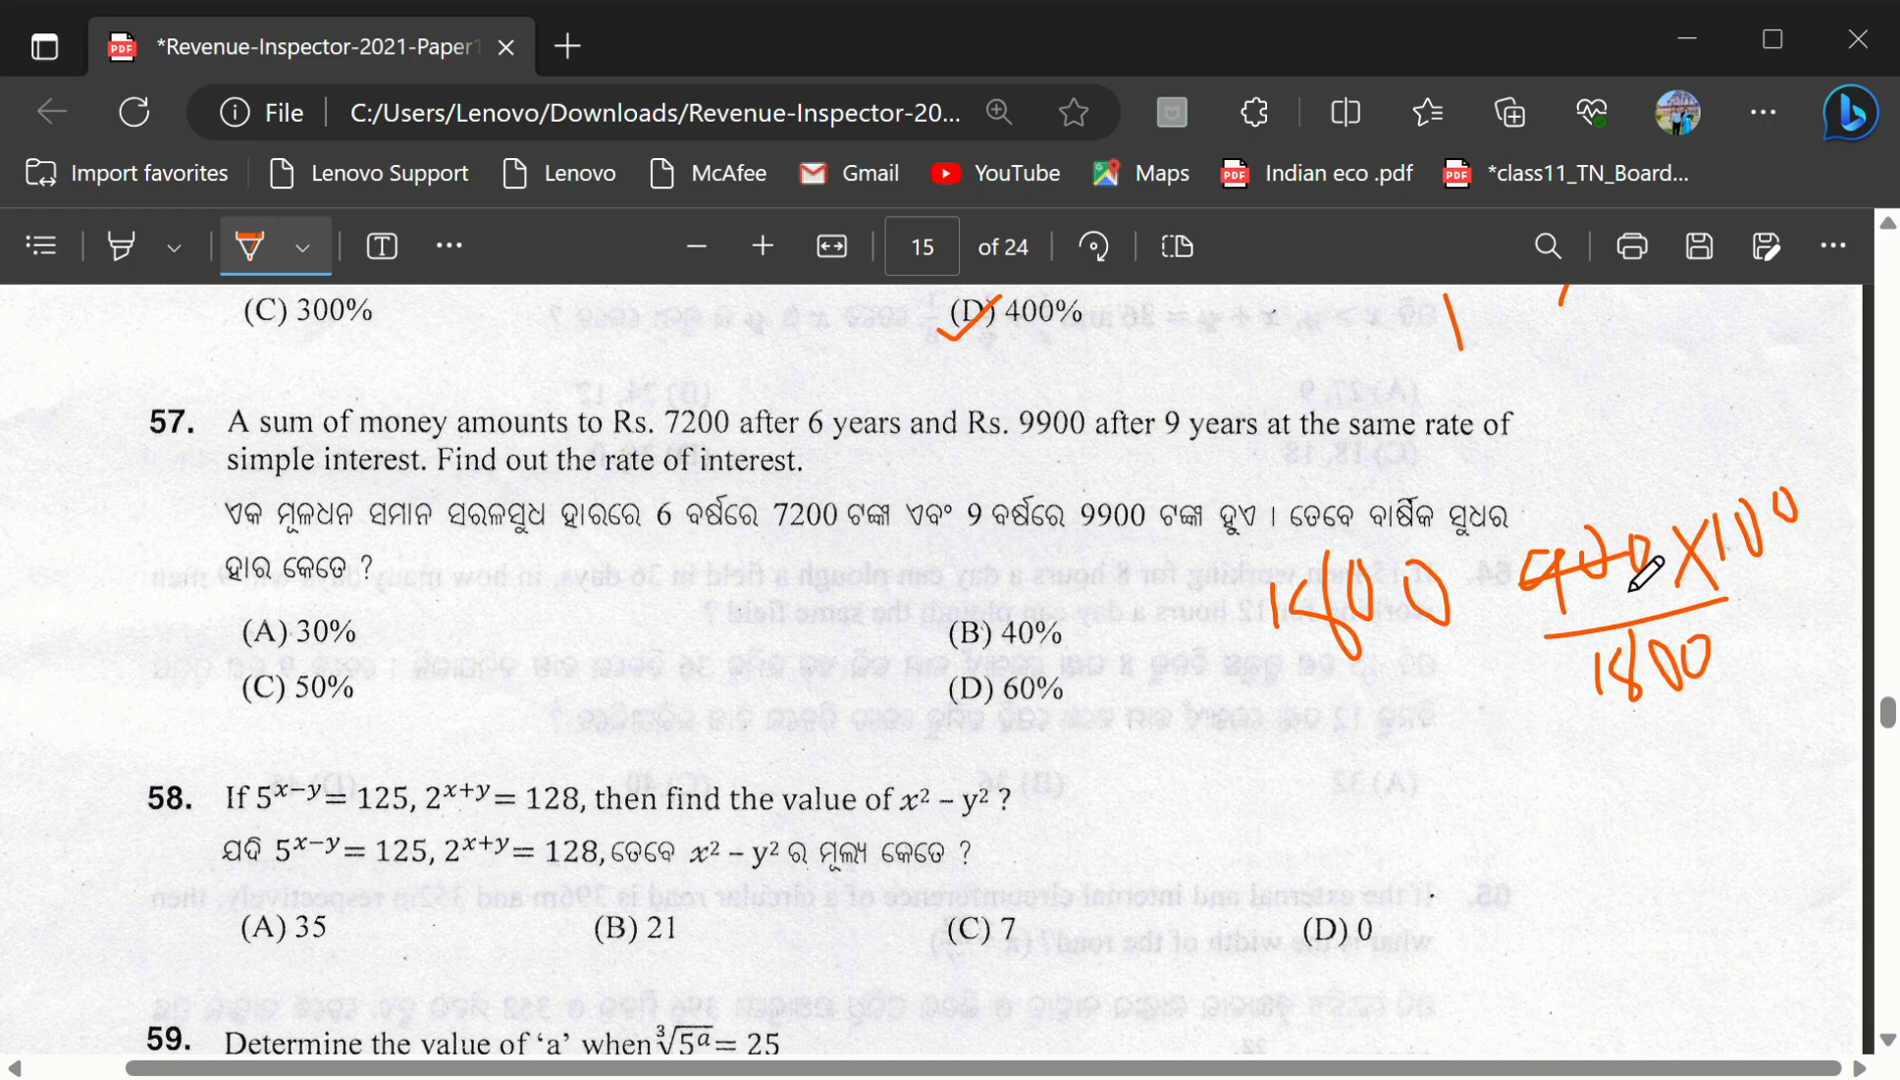 *Revenue-Inspector-2021-Paper1
File C:/Users/Lenovo/Downloads/Revenue-Inspector-20...
Import favorites Lenovo Support Lenovo McAfee Gmail YouTube Maps Indian eco .pdf *class11_TN_Board...
15 of 24
(C) 300% (D) 400%
57. A sum of money amounts to Rs. 7200 after 6 years and Rs. 9900 after 9 years at the same rate of
simple interest. Find out the rate of interest.
ଏକ ମୂଳଧନ ସମାନ ସରଳସୁଧ ହାରରେ 6 ବର୍ଷରେ 7200 ଟଙ୍କା ଏବଂ 9 ବର୍ଷରେ 9900 ଟଙ୍କା ହୁଏ । ତେବେ ବାର୍ଷିକ ସୁଧର
ହାର କେତେ ?
1800 900 X 100
1800
(A) 30% (B) 40%
(C) 50% (D) 60%
58. If 5^{x−y} = 125, 2^{x+y} = 128, then find the value of x² – y² ?
ଯଦି 5^{x−y} = 125, 2^{x+y} = 128, ତେବେ x² – y² ର ମୂଲ୍ୟ କେତେ ?
(A) 35 (B) 21 (C) 7 (D) 0
59. Determine the value of ‘a’ when ∛5^{a} = 25